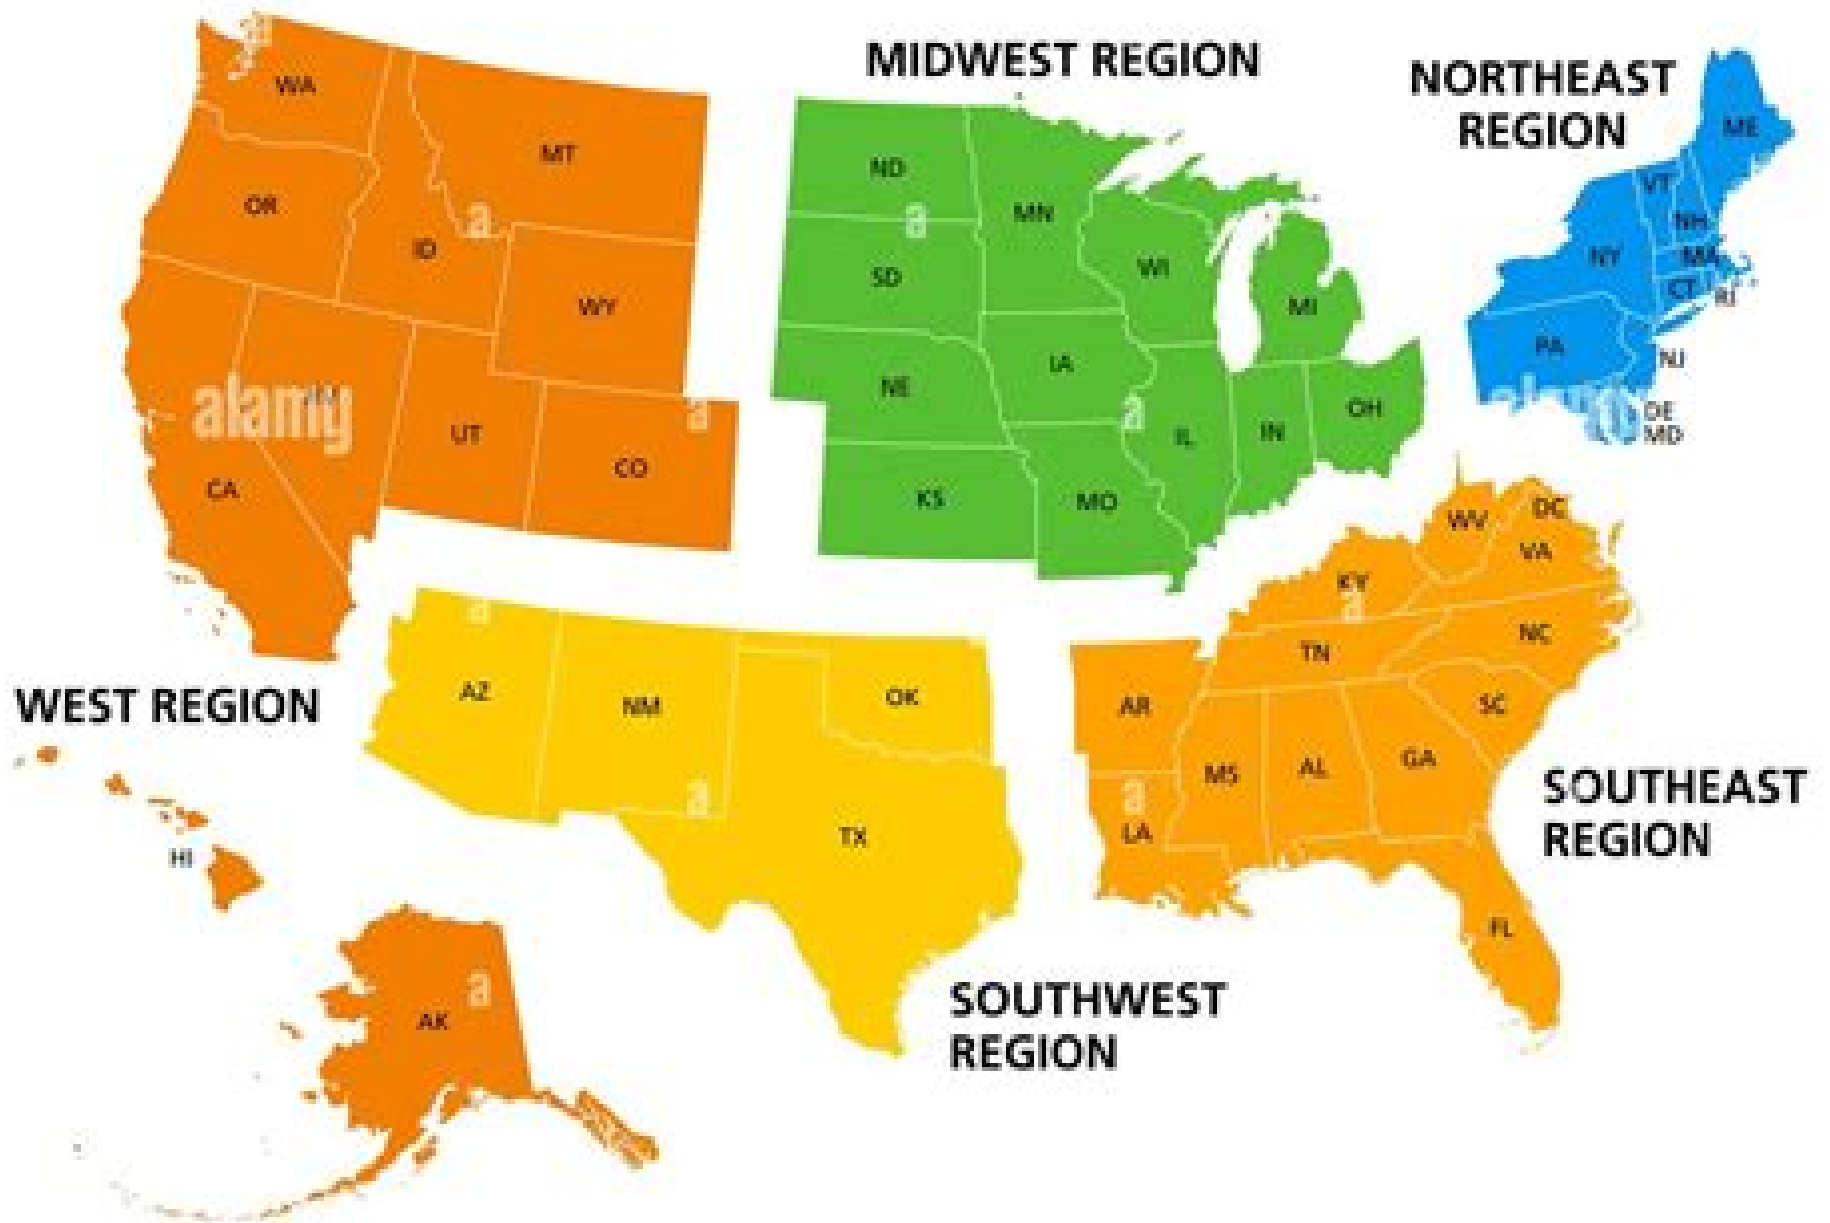 MIDWEST REGION
NORTHEAST
REGION
WA
MT
OR
ID
WY
UT
CO
CA
ND
MN
SD
WI
MI
IA
NE
OH
IL
IN
KS
MO
ME
VT
NH
NY
MA
CT
RI
PA
NJ
DE
MD
WV
DC
VA
KY
NC
TN
AR
SC
MS
AL
GA
LA
FL
SOUTHEAST
REGION
AZ
NM
OK
TX
SOUTHWEST
REGION
WEST REGION
HI
AK
alamy
alamy
a
a
a
a
a
a
a
a
a
a